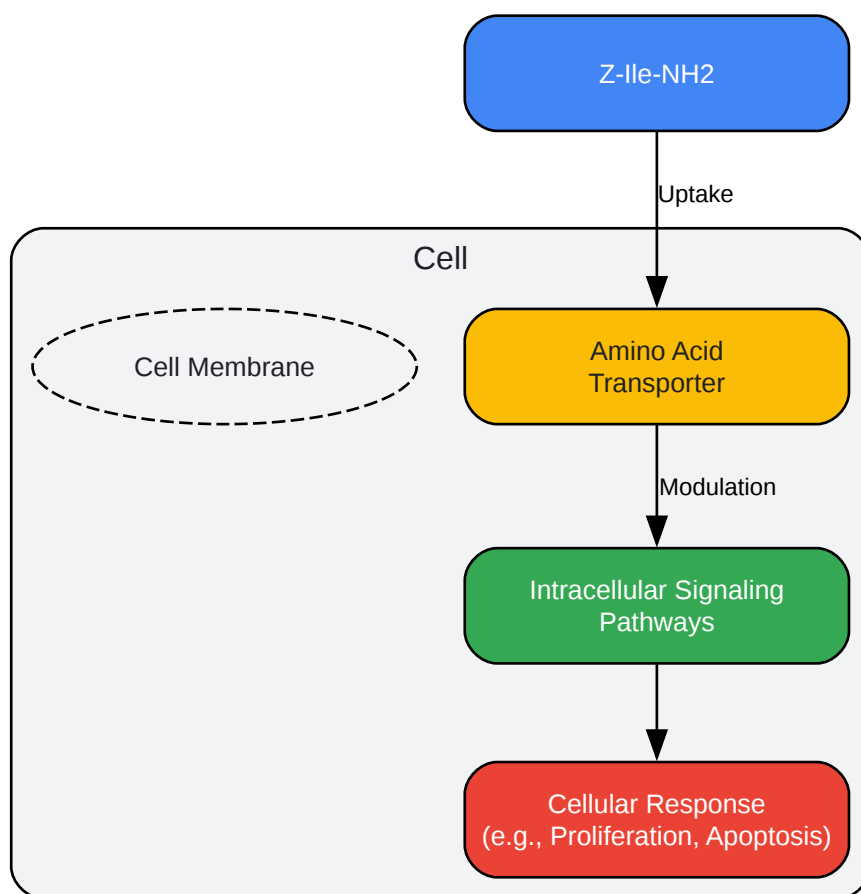 Z-Ile-NH2
Uptake
Cell
Cell Membrane
Amino Acid
Transporter
Modulation
Intracellular Signaling
Pathways
Cellular Response
(e.g., Proliferation, Apoptosis)